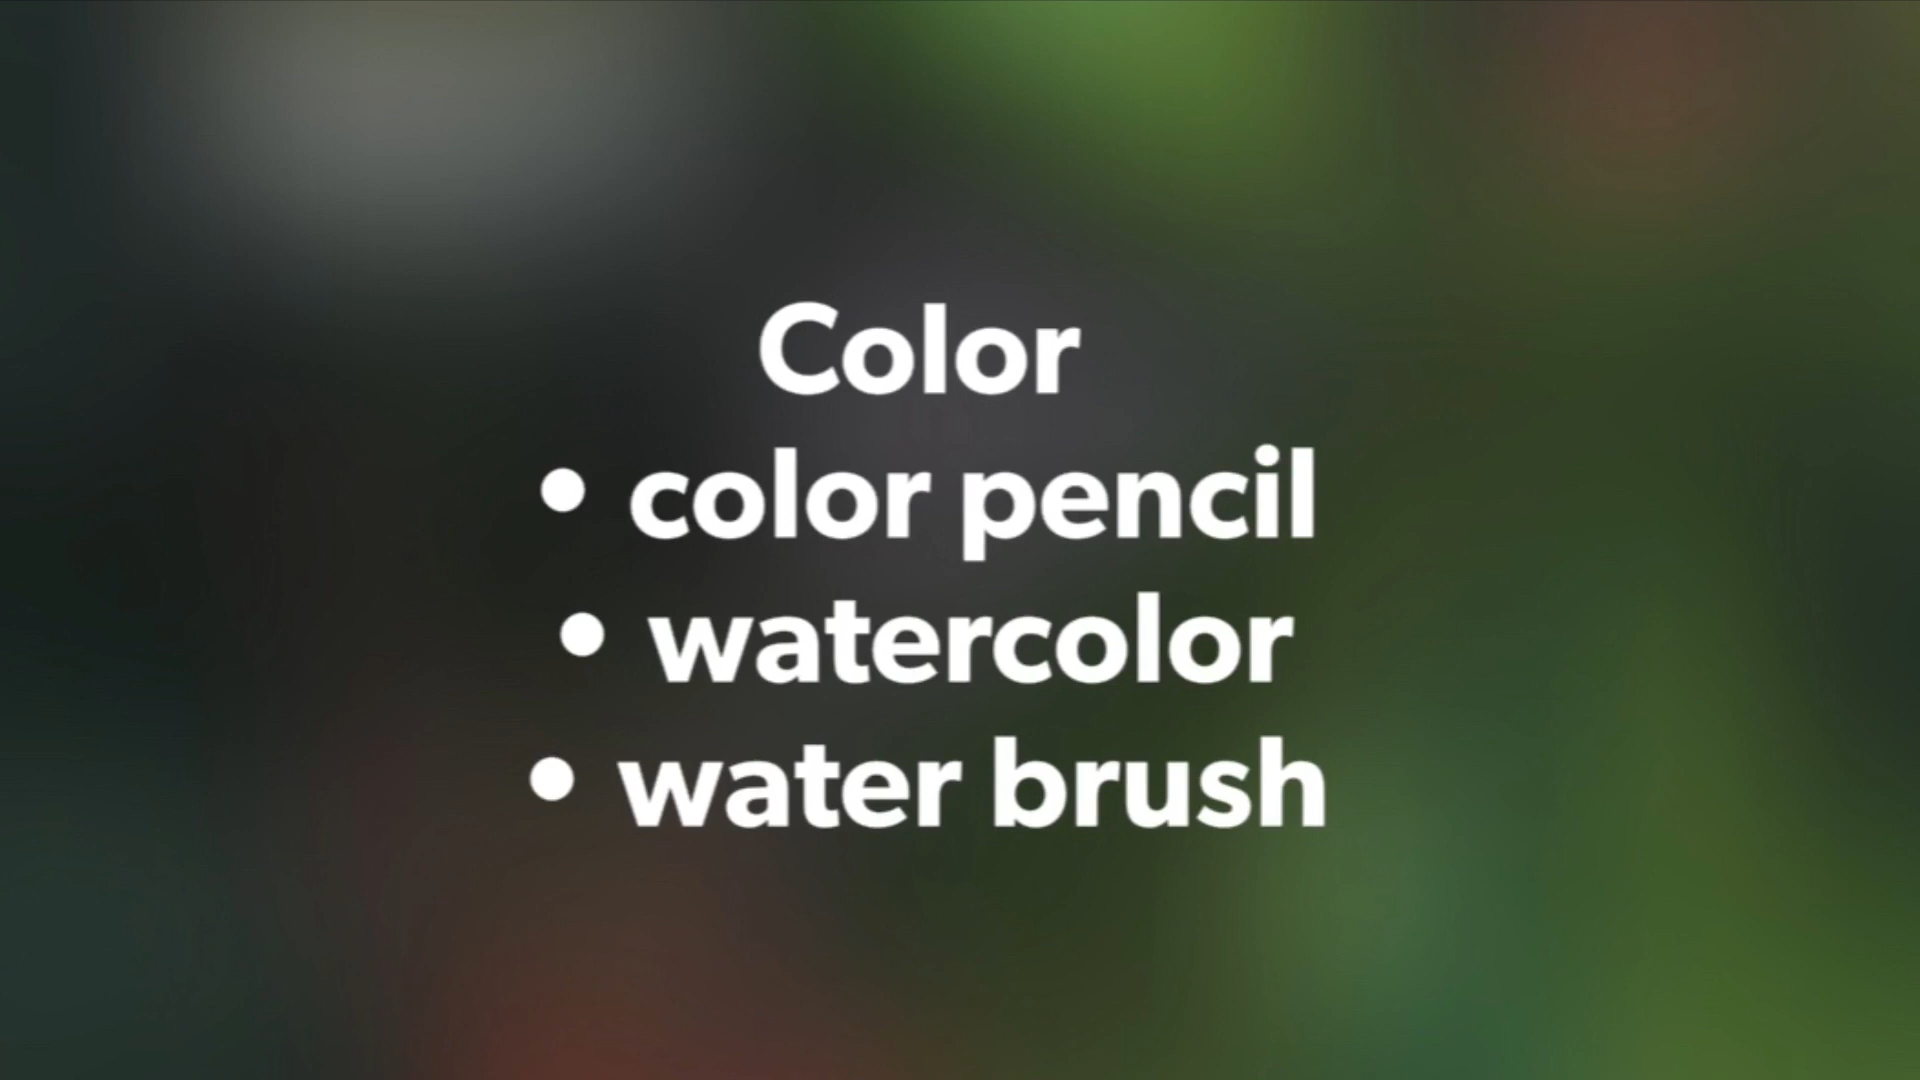 Color
• color pencil
• watercolor
• water brush